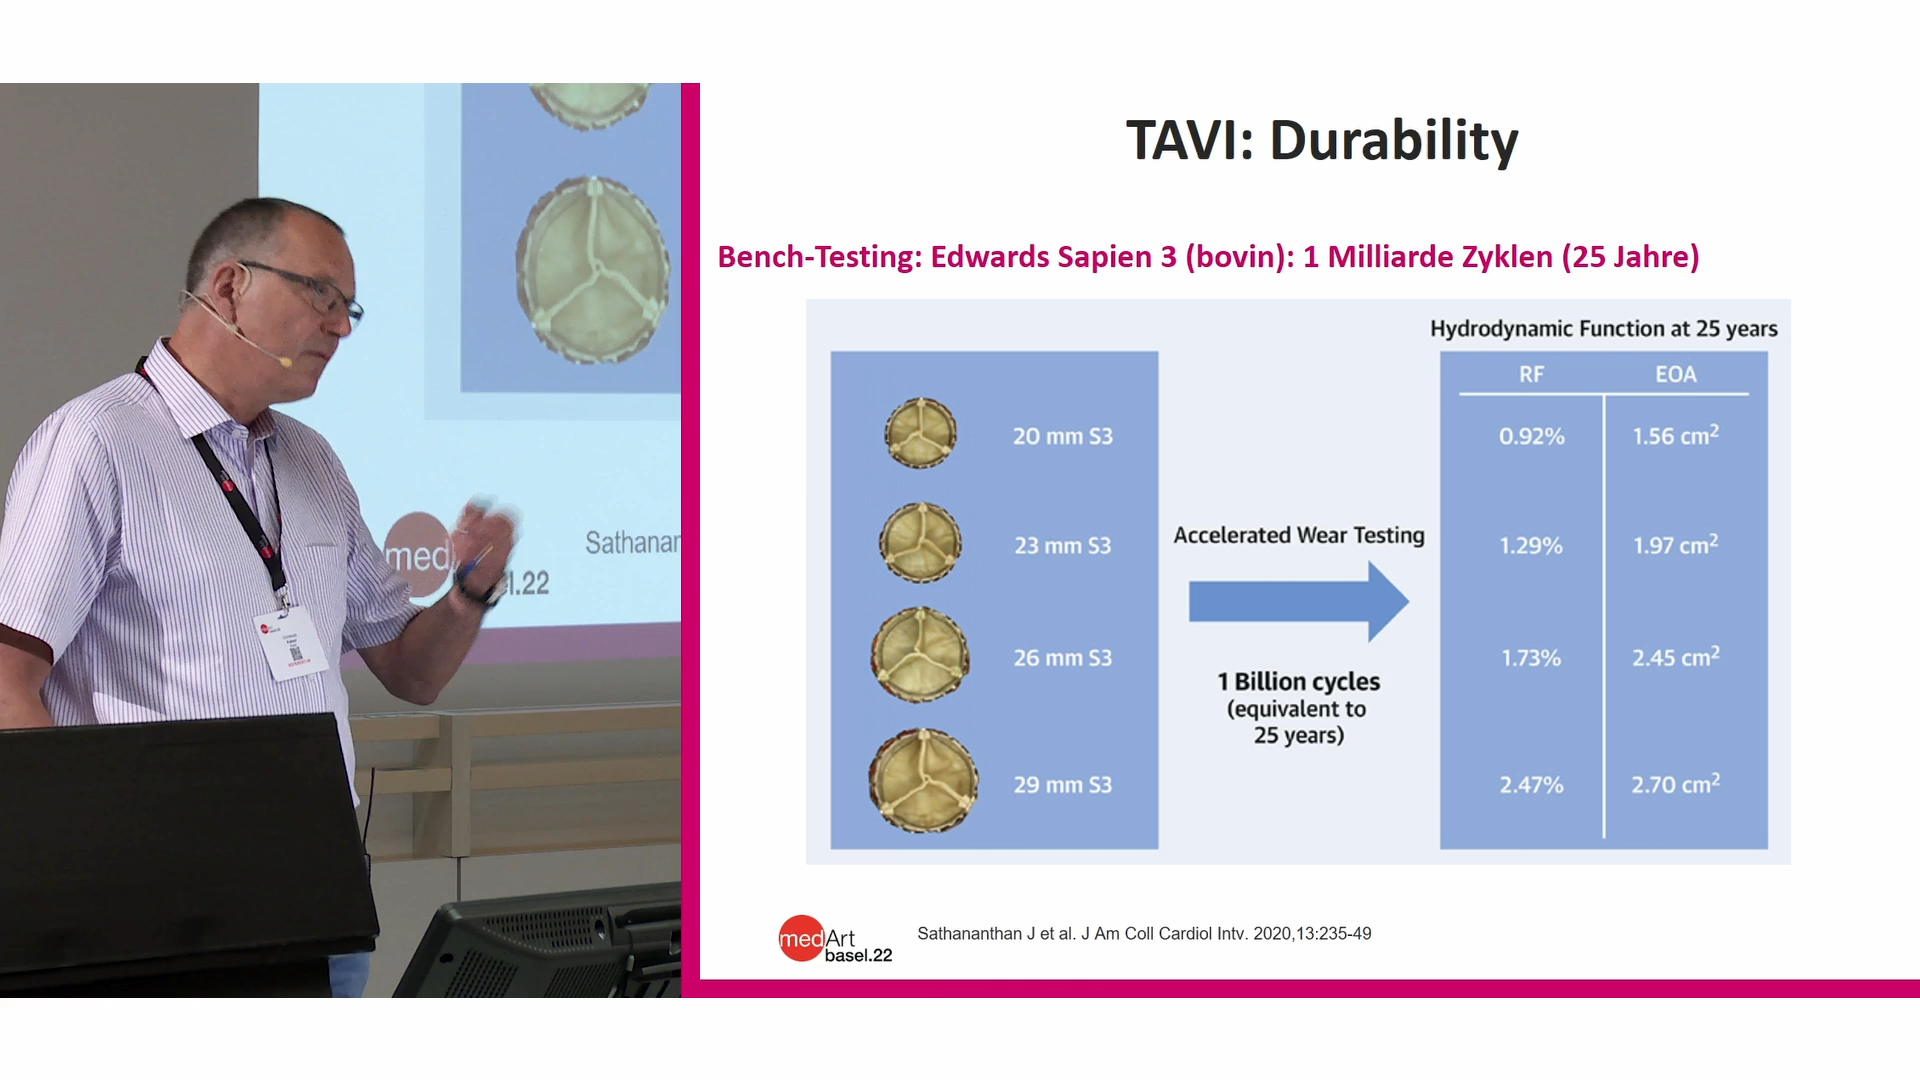 TAVI: Durability
Bench-Testing: Edwards Sapien 3 (bovin): 1 Milliarde Zyklen (25 Jahre)
Hydrodynamic Function at 25 years
RF EOA
20 mm S3
0.92% 1.56 cm²
23 mm S3
1.29% 1.97 cm²
26 mm S3
1.73% 2.45 cm²
29 mm S3
2.47% 2.70 cm²
Accelerated Wear Testing
1 Billion cycles
(equivalent to
25 years)
medArt
basel.22
Sathananthan J et al. J Am Coll Cardiol Intv. 2020,13:235-49
Sathanan
med
l.22